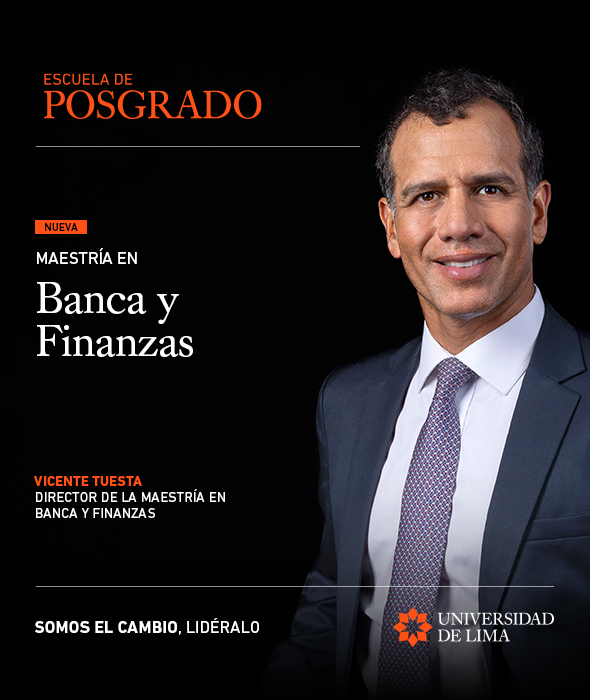 ESCUELA DE
POSGRADO
NUEVA
MAESTRÍA EN
Banca y
Finanzas
VICENTE TUESTA
DIRECTOR DE LA MAESTRÍA EN
BANCA Y FINANZAS
SOMOS EL CAMBIO, LIDÉRALO
UNIVERSIDAD
DE LIMA